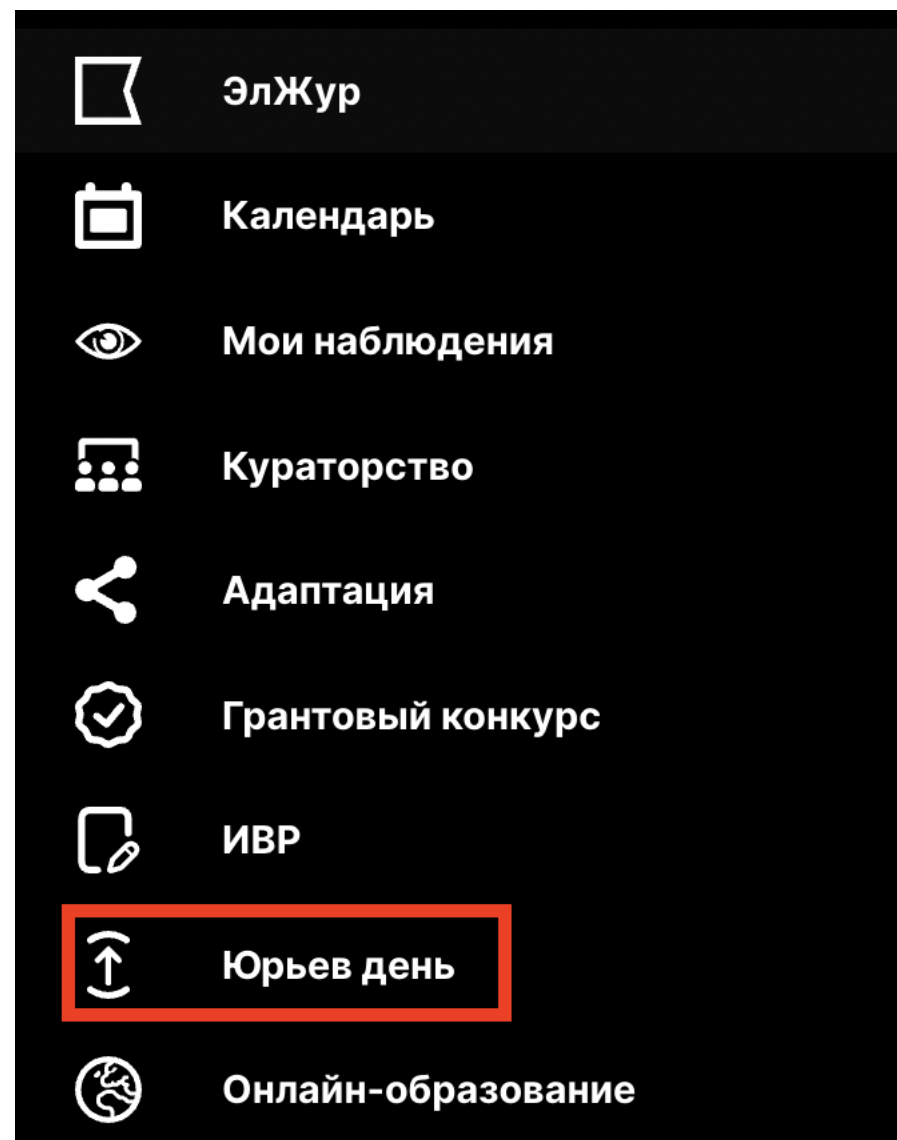 ЭлЖур
Календарь
Мои наблюдения
Кураторство
Адаптация
Грантовый конкурс
ИВР
Юрьев день
Онлайн-образование